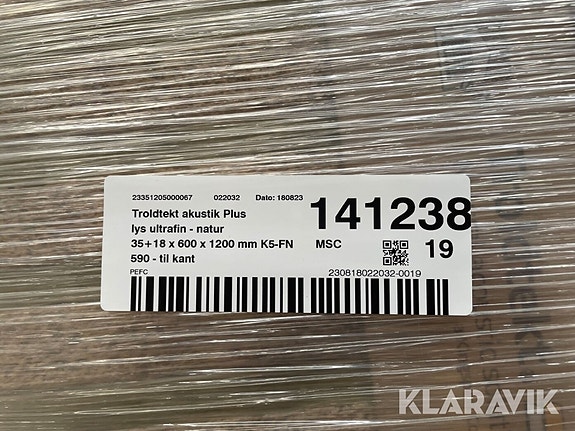 23351205000067 022032 Dato: 180823
Troldtekt akustik Plus
lys ultrafin - natur
35+18 x 600 x 1200 mm K5-FN
590 - til kant
PEFC
141238
MSC 19
230818022032-0019
KLARAVIK